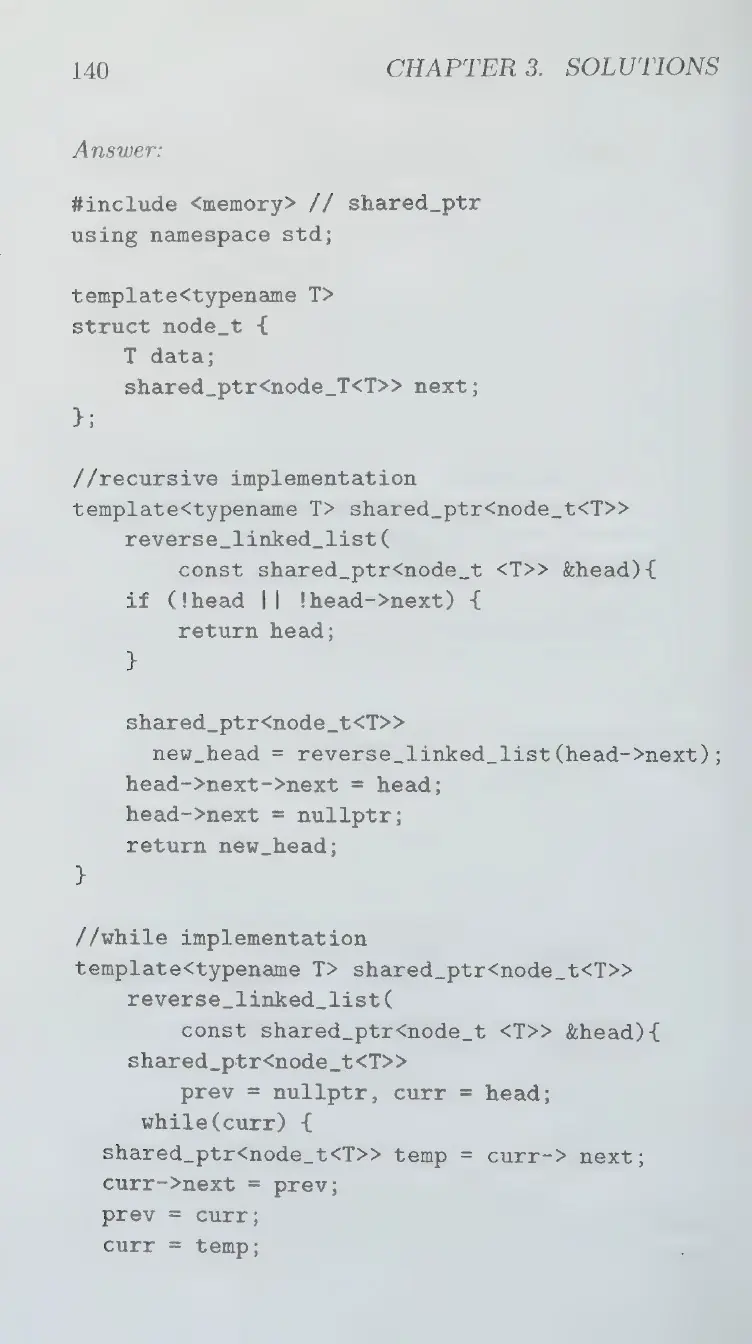 140 CHAPTER 3. SOLUTIONS
Answer:
#include <memory> // shared_ptr
using namespace std;
template<typename T>
struct node_t {
T data;
shared_ptr<node_T<T>> next;
};
//recursive implementation
template<typename T> shared_ptr<node_t<T>>
reverse_linked_list(
const shared_ptr<node_t <T>> &head){
if (!head || !head->next) {
return head;
}
shared_ptr<node_t<T>>
new_head = reverse_linked_list(head->next);
head->next->next = head;
head->next = nullptr;
return new_head;
}
//while implementation
template<typename T> shared_ptr<node_t<T>>
reverse_linked_list(
const shared_ptr<node_t <T>> &head){
shared_ptr<node_t<T>>
prev = nullptr, curr = head;
while(curr) {
shared_ptr<node_t<T>> temp = curr-> next;
curr->next = prev;
prev = curr;
curr = temp;